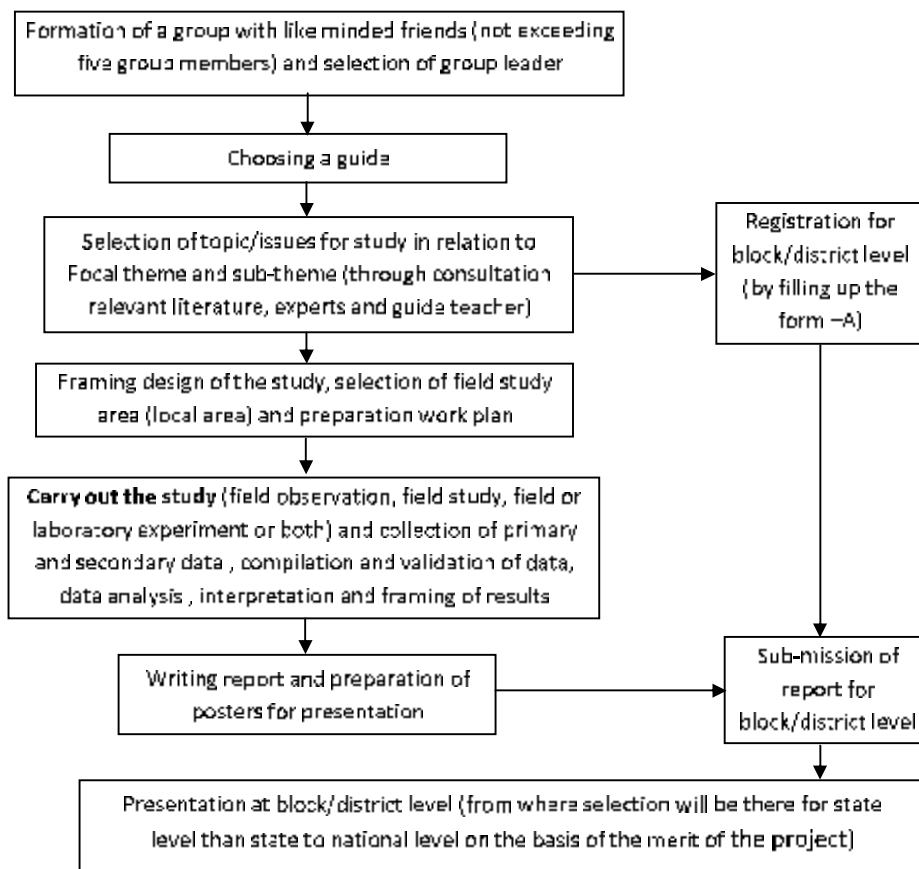 Formation of a group with like minded friends (not exceeding
five group members) and selection of group leader
Choosing a guide
Selection of topic/issues for study in relation to
Focal theme and sub-theme (through consultation
relevant literature, experts and guide teacher)
Registration for
block/district level
(by filling up the
form –A)
Framing design of the study, selection of field study
area (local area) and preparation work plan
Carry out the study (field observation, field study, field or
laboratory experiment or both) and collection of primary
and secondary data , compilation and validation of data,
data analysis , interpretation and framing of results
Writing report and preparation of
posters for presentation
Sub-mission of
report for
block/district level
Presentation at block/district level (from where selection will be there for state
level than state to national level on the basis of the merit of the project)